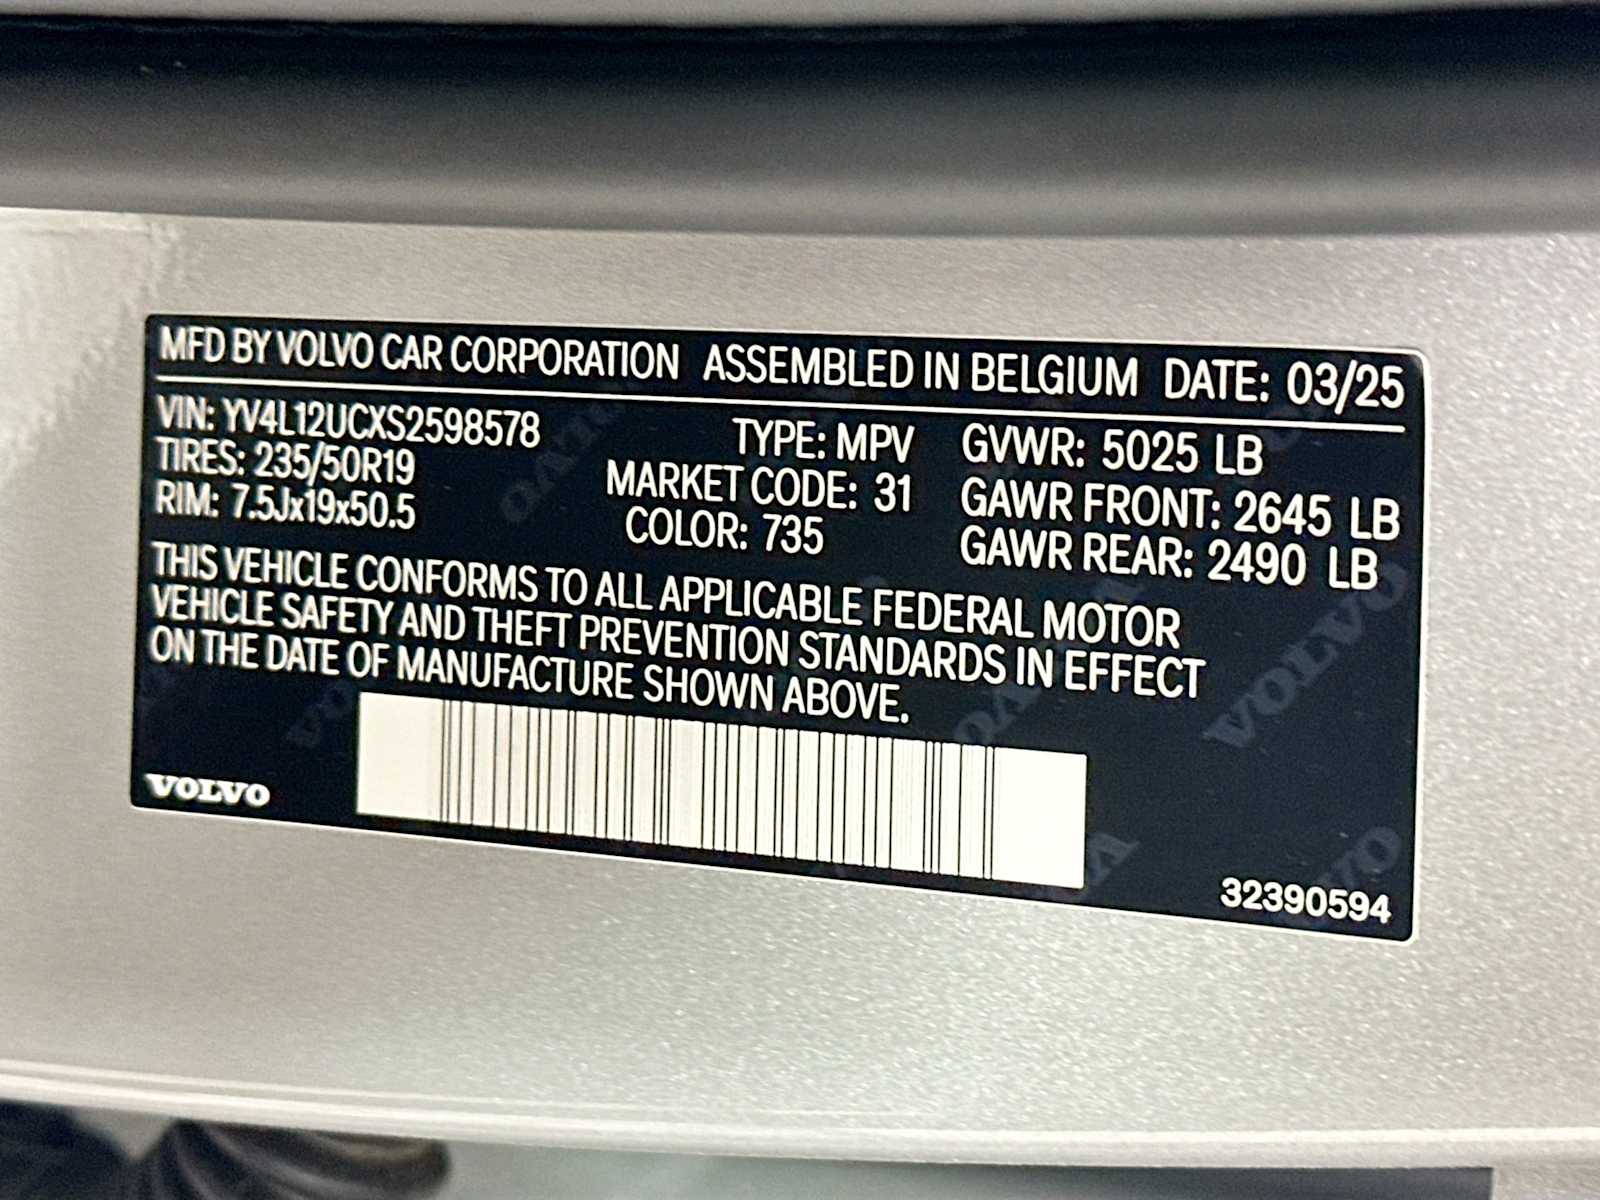 MFD BY VOLVO CAR CORPORATION ASSEMBLED IN BELGIUM DATE: 03/25
VIN: YV4L12UCXS2598578 TYPE: MPV GVWR: 5025 LB
TIRES: 235/50R19 MARKET CODE: 31 GAWR FRONT: 2645 LB
RIM: 7.5Jx19x50.5 COLOR: 735 GAWR REAR: 2490 LB
THIS VEHICLE CONFORMS TO ALL APPLICABLE FEDERAL MOTOR
VEHICLE SAFETY AND THEFT PREVENTION STANDARDS IN EFFECT
ON THE DATE OF MANUFACTURE SHOWN ABOVE.
VOLVO
32390594